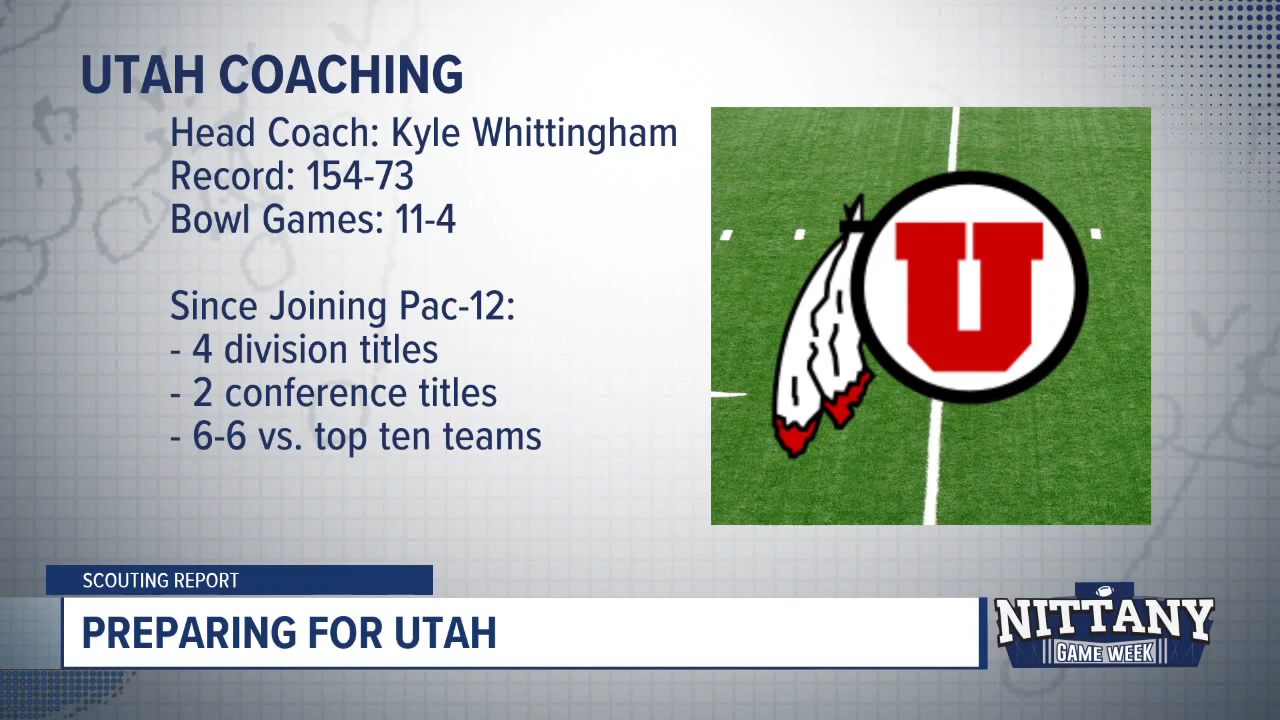 UTAH COACHING
Head Coach: Kyle Whittingham
Record: 154-73
Bowl Games: 11-4
Since Joining Pac-12:
- 4 division titles
- 2 conference titles
- 6-6 vs. top ten teams
U
SCOUTING REPORT
PREPARING FOR UTAH
NITTANY
GAME WEEK